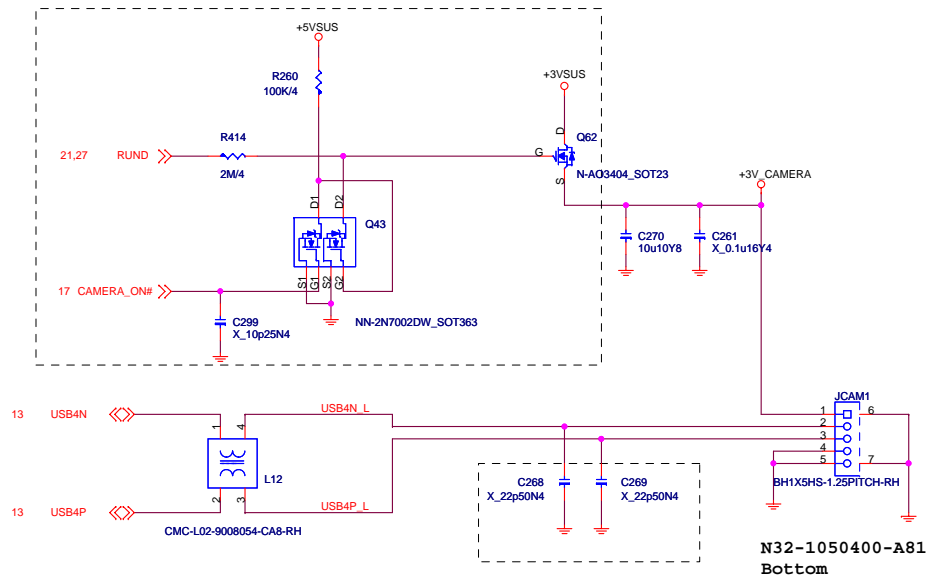 +5VSUS
R260
100K/4
+3VSUS
D
Q62
G
N-AO3404_SOT23
S
21,27 RUND
R414
2M/4
+3V_CAMERA
D1
D2
Q43
C270
10u10Y8
C261
X_0.1u16Y4
S1
G1
S2
G2
17 CAMERA_ON#
NN-2N7002DW_SOT363
C299
X_10p25N4
13 USB4N
1
4
USB4N_L
L12
2
3
USB4P_L
13 USB4P
CMC-L02-9008054-CA8-RH
C268
X_22p50N4
C269
X_22p50N4
JCAM1
1
2
3
4
5
6
7
BH1X5HS-1.25PITCH-RH
N32-1050400-A81
Bottom